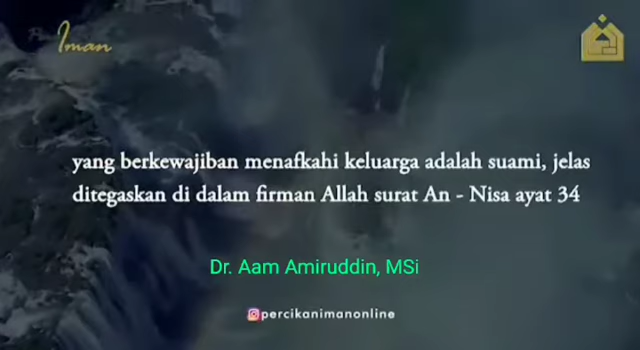 Iman
yang berkewajiban menafkahi keluarga adalah suami, jelas
ditegaskan di dalam firman Allah surat An - Nisa ayat 34
Dr. Aam Amiruddin, MSi
percikanimanonline